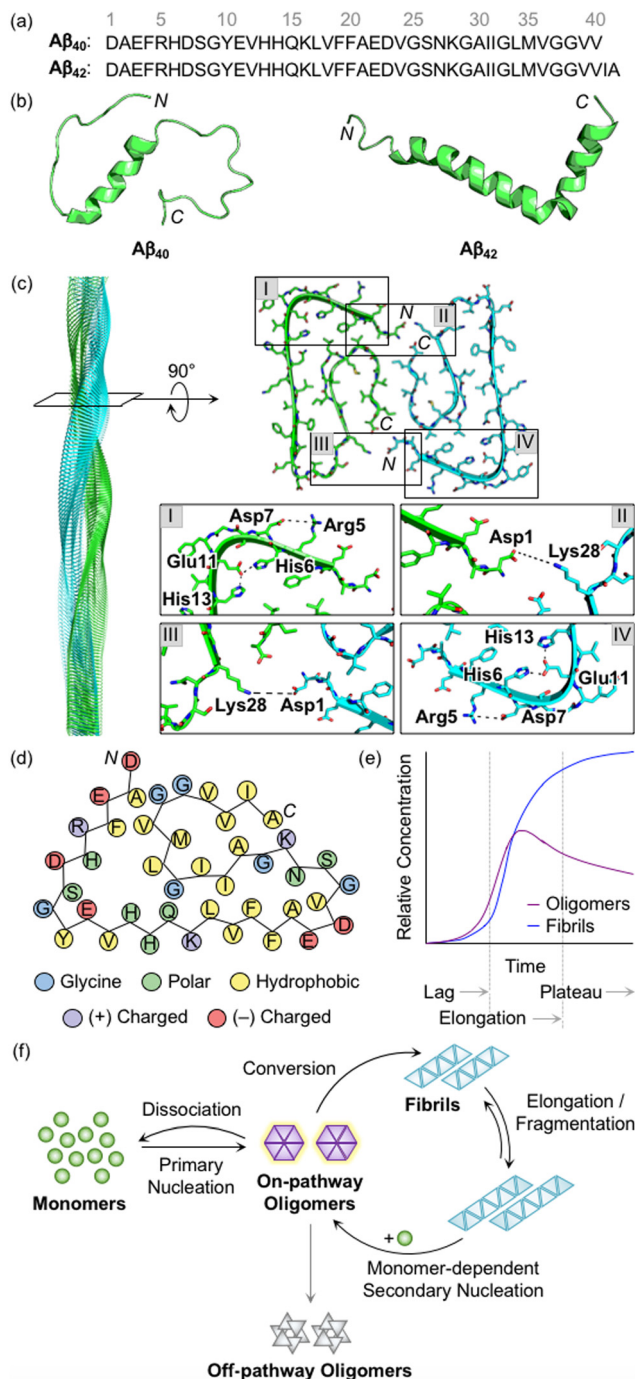 (a)
1 5 10 15 20 25 30 35 40
Aβ40: DAEFRHDSGYEVHHQKLVFFAEDVGSNKGAIIGLMVGGVV
Aβ42: DAEFRHDSGYEVHHQKLVFFAEDVGSNKGAIIGLMVGGVVIA
(b)
N
C
Aβ40
N
C
Aβ42
(c)
90°
I
N
II
C
C
III
N
IV
I
Asp7
Arg5
Glu11
His6
His13
II
Asp1
Lys28
III
Lys28
Asp1
IV
His13
His6
Glu11
Arg5
Asp7
(d)
N D
E A G G V V I
R F V V A C
D H M A K
S L I I G N S
G E H Q L F A V G
Y V H K V F E D
Glycine Polar Hydrophobic
(+) Charged (–) Charged
(e)
Relative Concentration
Oligomers
Fibrils
Time
Lag
Plateau
Elongation
(f)
Conversion
Fibrils
Elongation /
Fragmentation
Dissociation
Primary
Nucleation
Monomers
On-pathway
Oligomers
+
Monomer-dependent
Secondary Nucleation
Off-pathway Oligomers